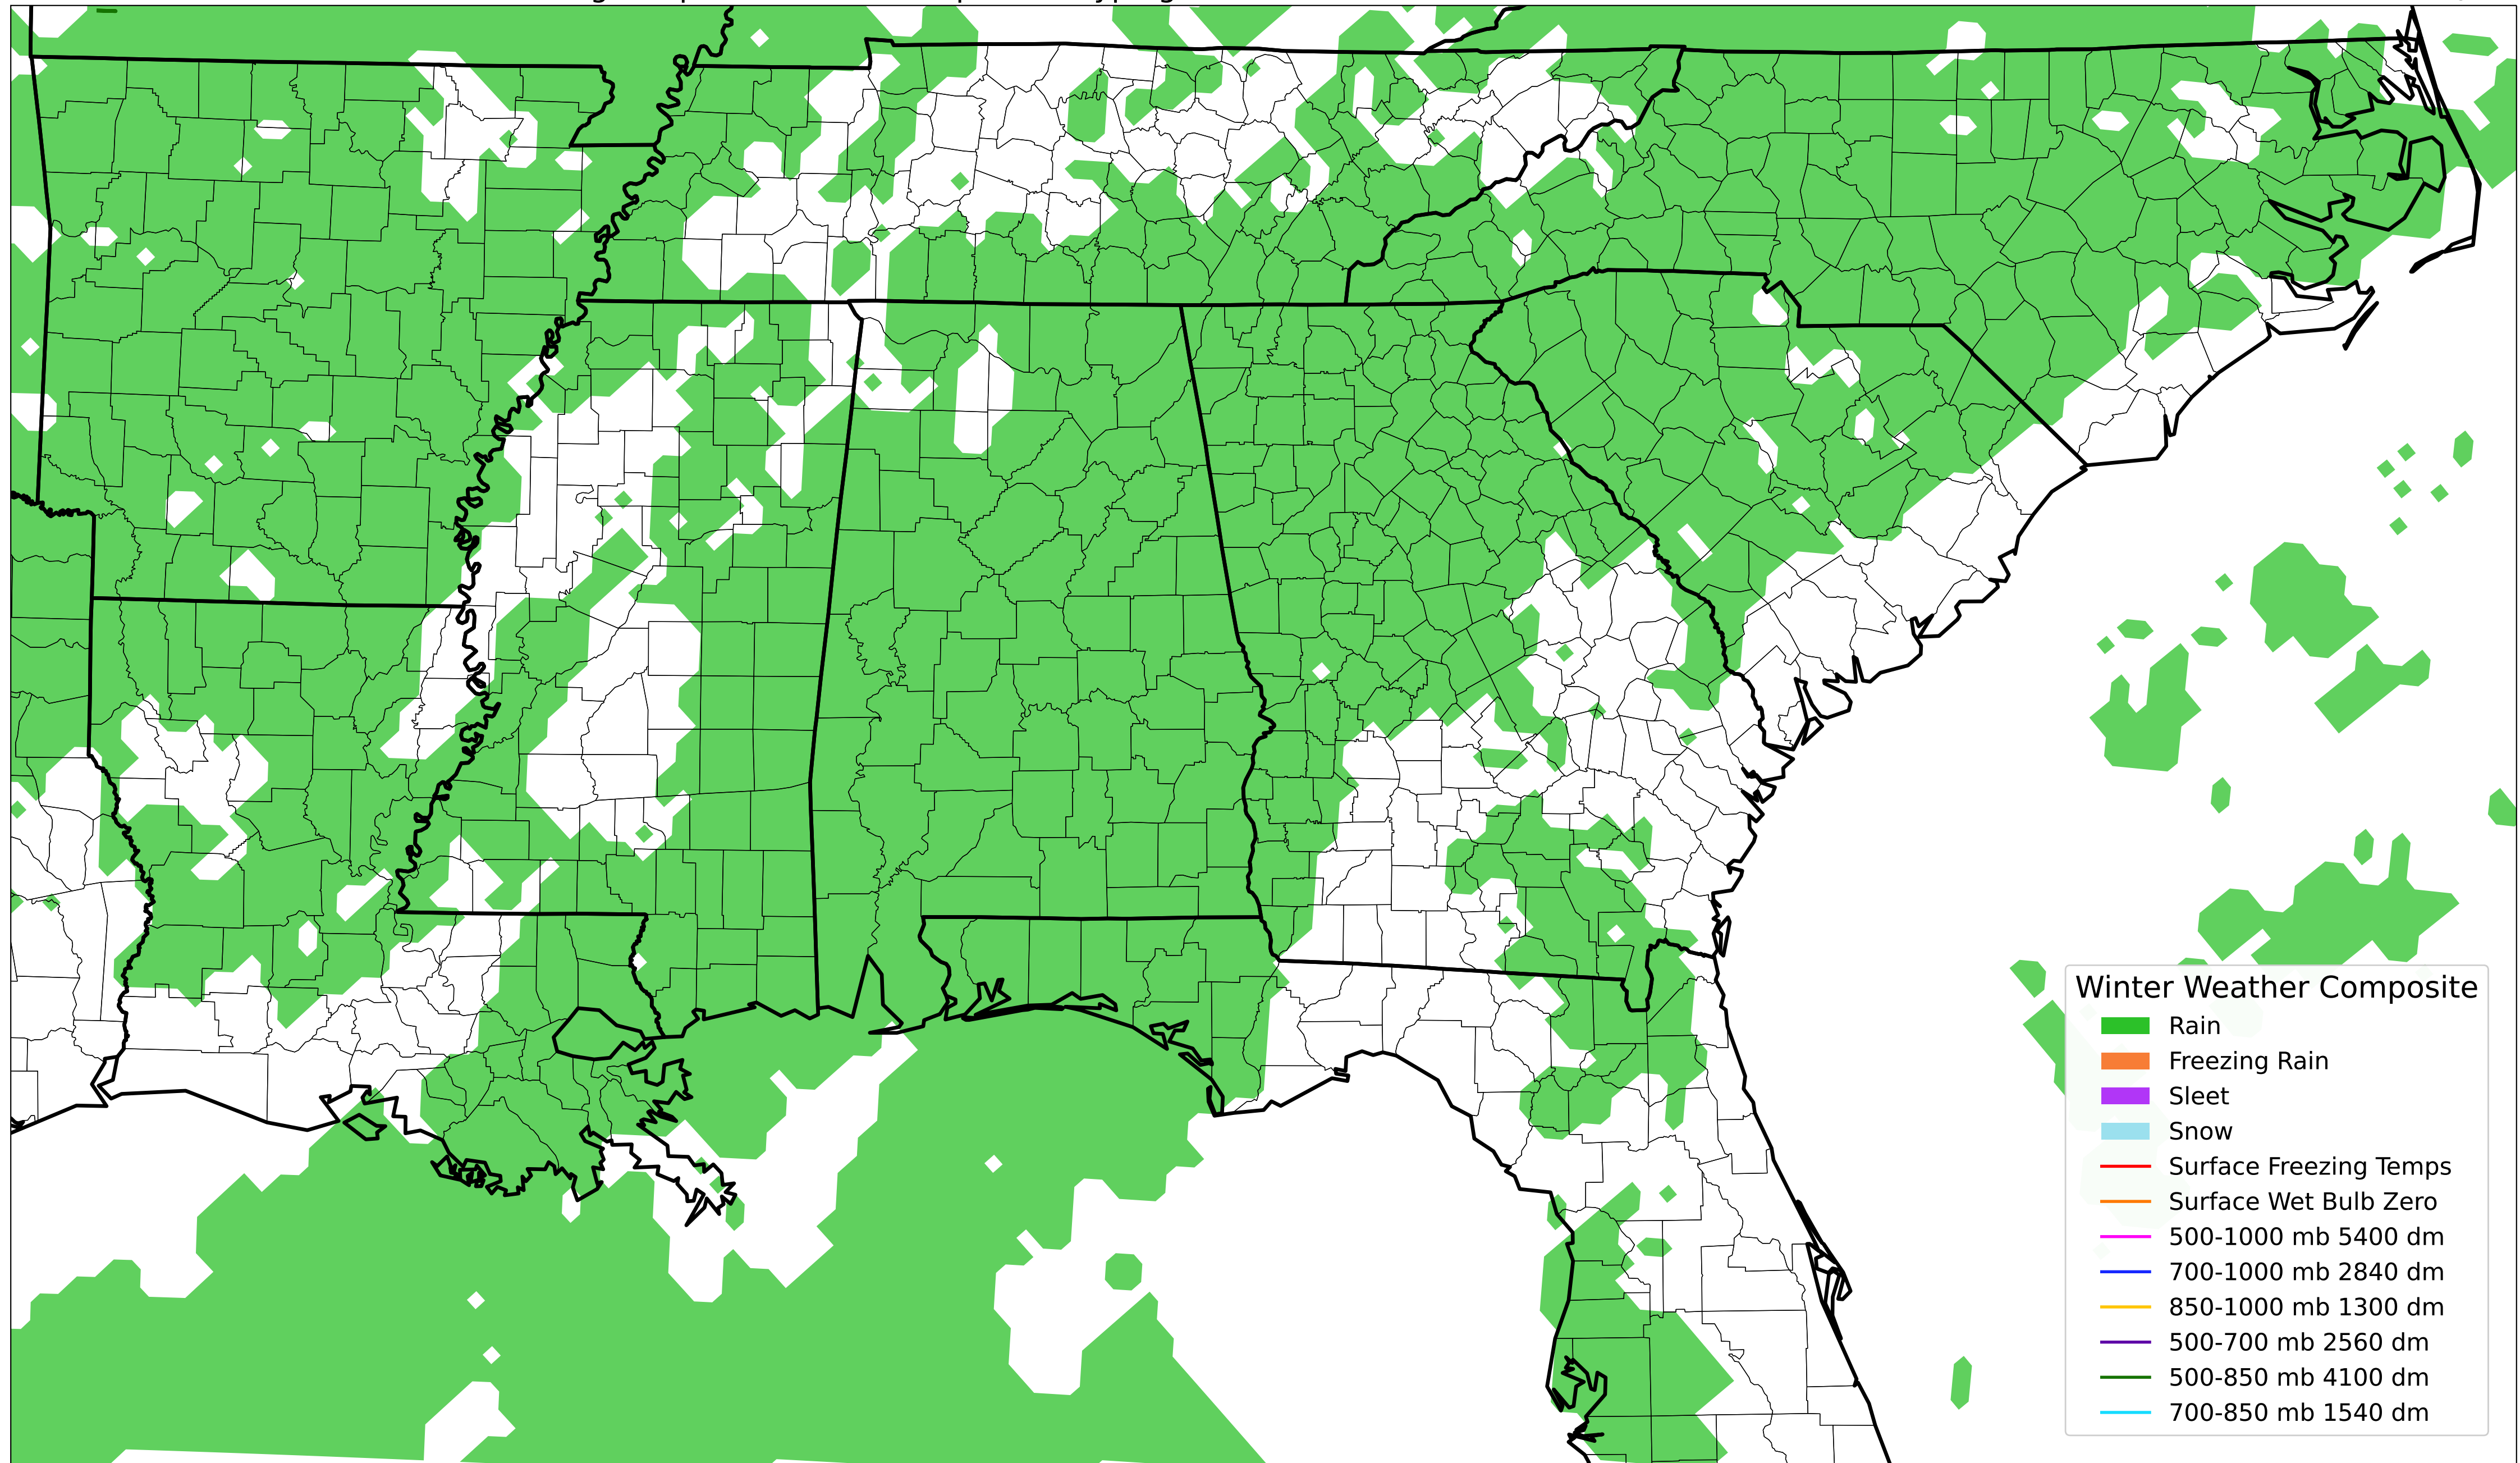 Winter Weather Composite
Rain
Freezing Rain
Sleet
Snow
Surface Freezing Temps
Surface Wet Bulb Zero
500-1000 mb 5400 dm
700-1000 mb 2840 dm
850-1000 mb 1300 dm
500-700 mb 2560 dm
500-850 mb 4100 dm
700-850 mb 1540 dm